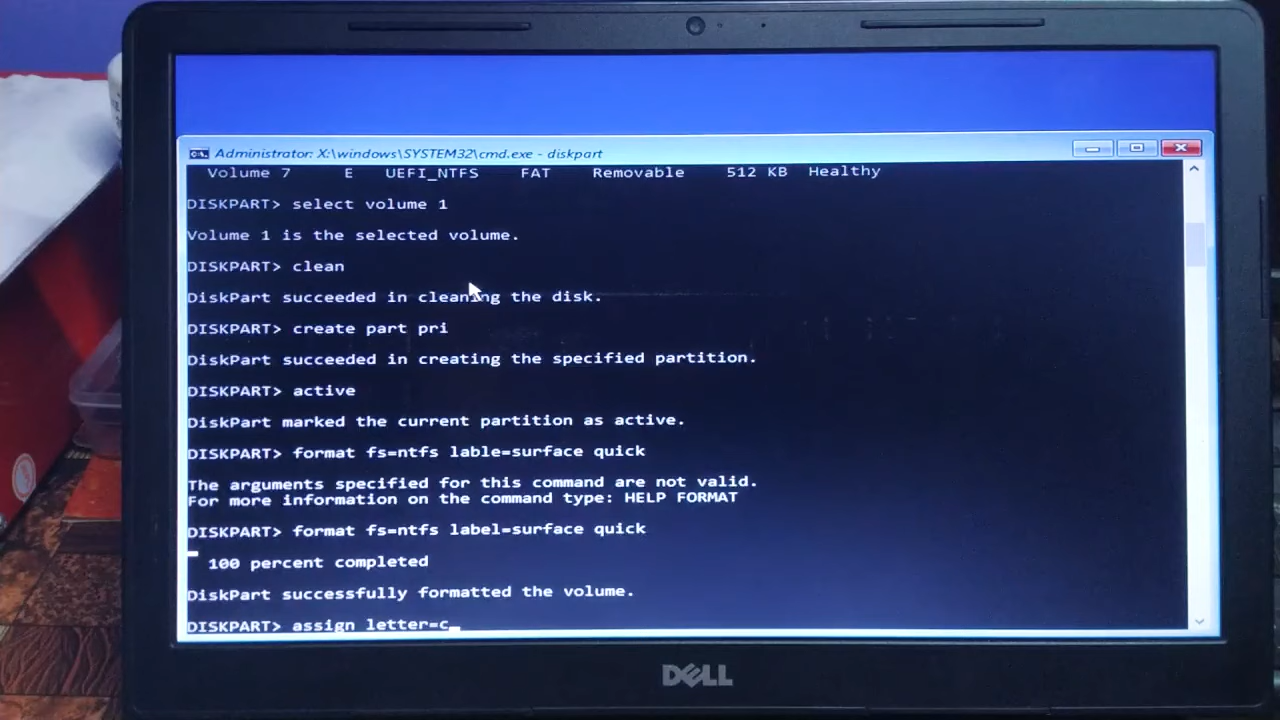 Administrator: X:\windows\SYSTEM32\cmd.exe - diskpart
Volume 7 E UEFI_NTFS FAT Removable 512 KB Healthy
DISKPART> select volume 1
Volume 1 is the selected volume.
DISKPART> clean
DiskPart succeeded in cleaning the disk.
DISKPART> create part pri
DiskPart succeeded in creating the specified partition.
DISKPART> active
DiskPart marked the current partition as active.
DISKPART> format fs=ntfs lable=surface quick
The arguments specified for this command are not valid.
For more information on the command type: HELP FORMAT
DISKPART> format fs=ntfs label=surface quick
100 percent completed
DiskPart successfully formatted the volume.
DISKPART> assign letter=c
DELL